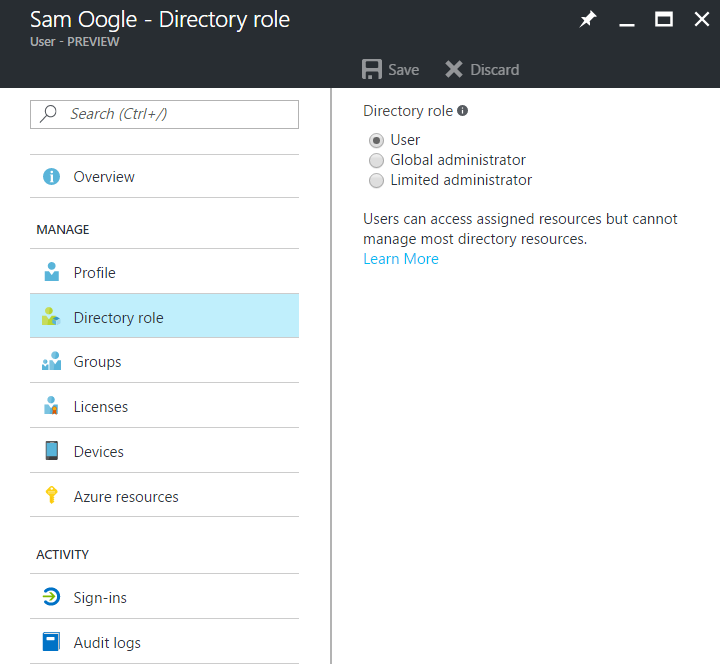 Sam Oogle - Directory role
User - PREVIEW
Save
Discard
Search (Ctrl+/)
Overview
MANAGE
Profile
Directory role
Groups
Licenses
Devices
Azure resources
ACTIVITY
Sign-ins
Audit logs
Directory role
User
Global administrator
Limited administrator
Users can access assigned resources but cannot
manage most directory resources.
Learn More